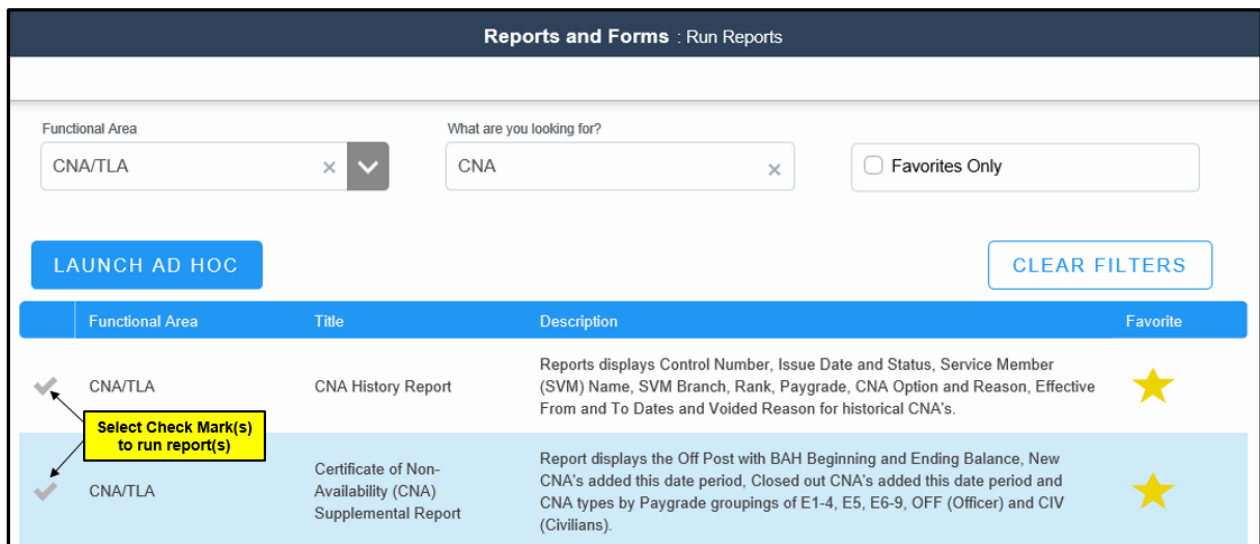 Reports and Forms : Run Reports
Functional Area
What are you looking for?
CNA/TLA
CNA
Favorites Only
LAUNCH AD HOC
CLEAR FILTERS
Functional Area Title Description Favorite
CNA/TLA
CNA History Report
Reports displays Control Number, Issue Date and Status, Service Member
(SVM) Name, SVM Branch, Rank, Paygrade, CNA Option and Reason, Effective
From and To Dates and Voided Reason for historical CNA's.
Select Check Mark(s)
to run report(s)
CNA/TLA
Certificate of Non-
Availability (CNA)
Supplemental Report
Report displays the Off Post with BAH Beginning and Ending Balance, New
CNA's added this date period, Closed out CNA's added this date period and
CNA types by Paygrade groupings of E1-4, E5, E6-9, OFF (Officer) and CIV
(Civilians).